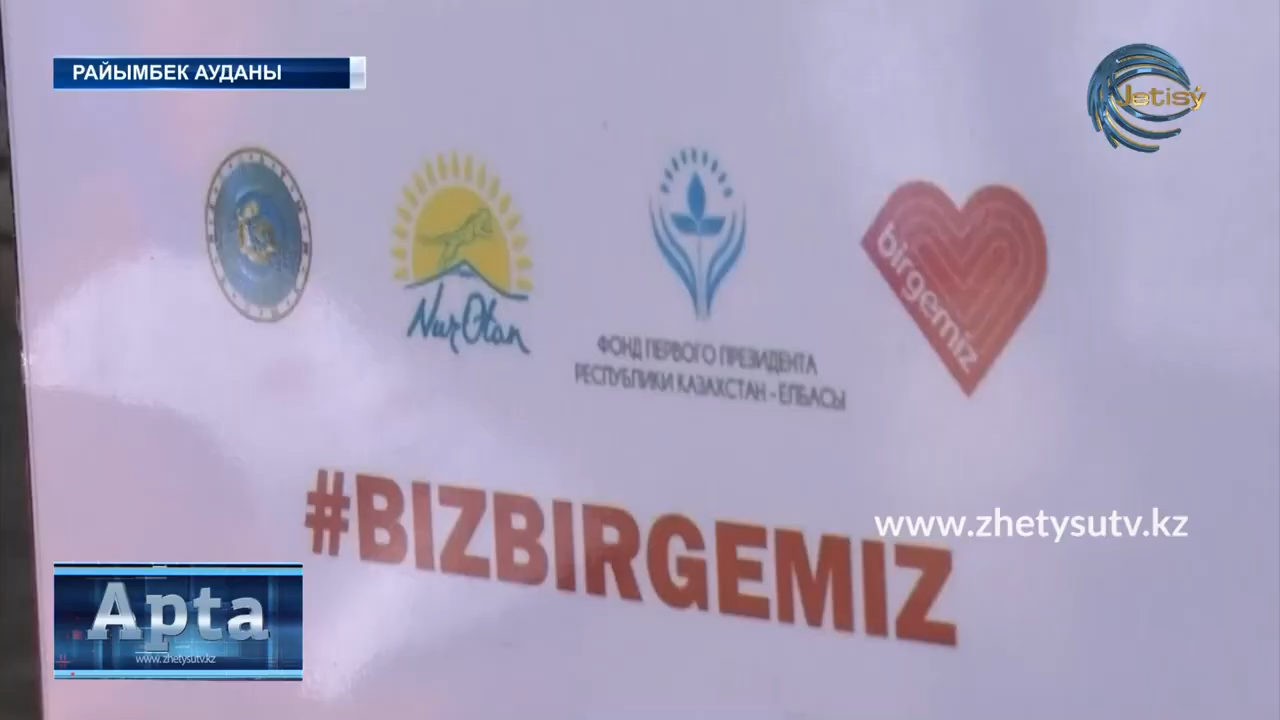 РАЙЫМБЕК АУДАНЫ
Jetisý
Nur Otan
ФОНД ПЕРВОГО ПРЕЗИДЕНТА
РЕСПУБЛИКИ КАЗАХСТАН - ЕЛБАСЫ
birgemiz
#BIZBIRGEMIZ
www.zhetysutv.kz
Apta
www.zhetysutv.kz